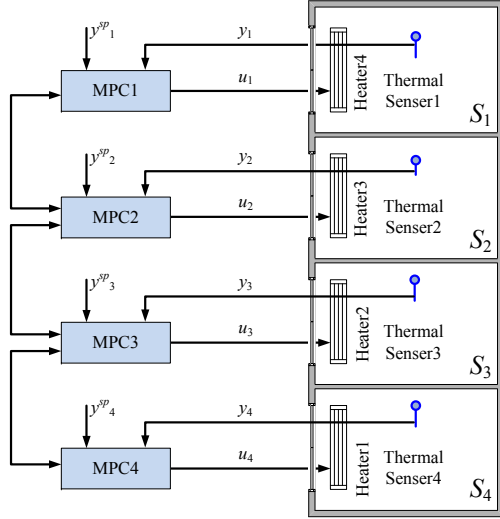 y^sp_1
y_1
MPC1
u_1
Heater4
Thermal
Senser1
S_1
y^sp_2
y_2
MPC2
u_2
Heater3
Thermal
Senser2
S_2
y^sp_3
y_3
MPC3
u_3
Heater2
Thermal
Senser3
S_3
y^sp_4
y_4
MPC4
u_4
Heater1
Thermal
Senser4
S_4